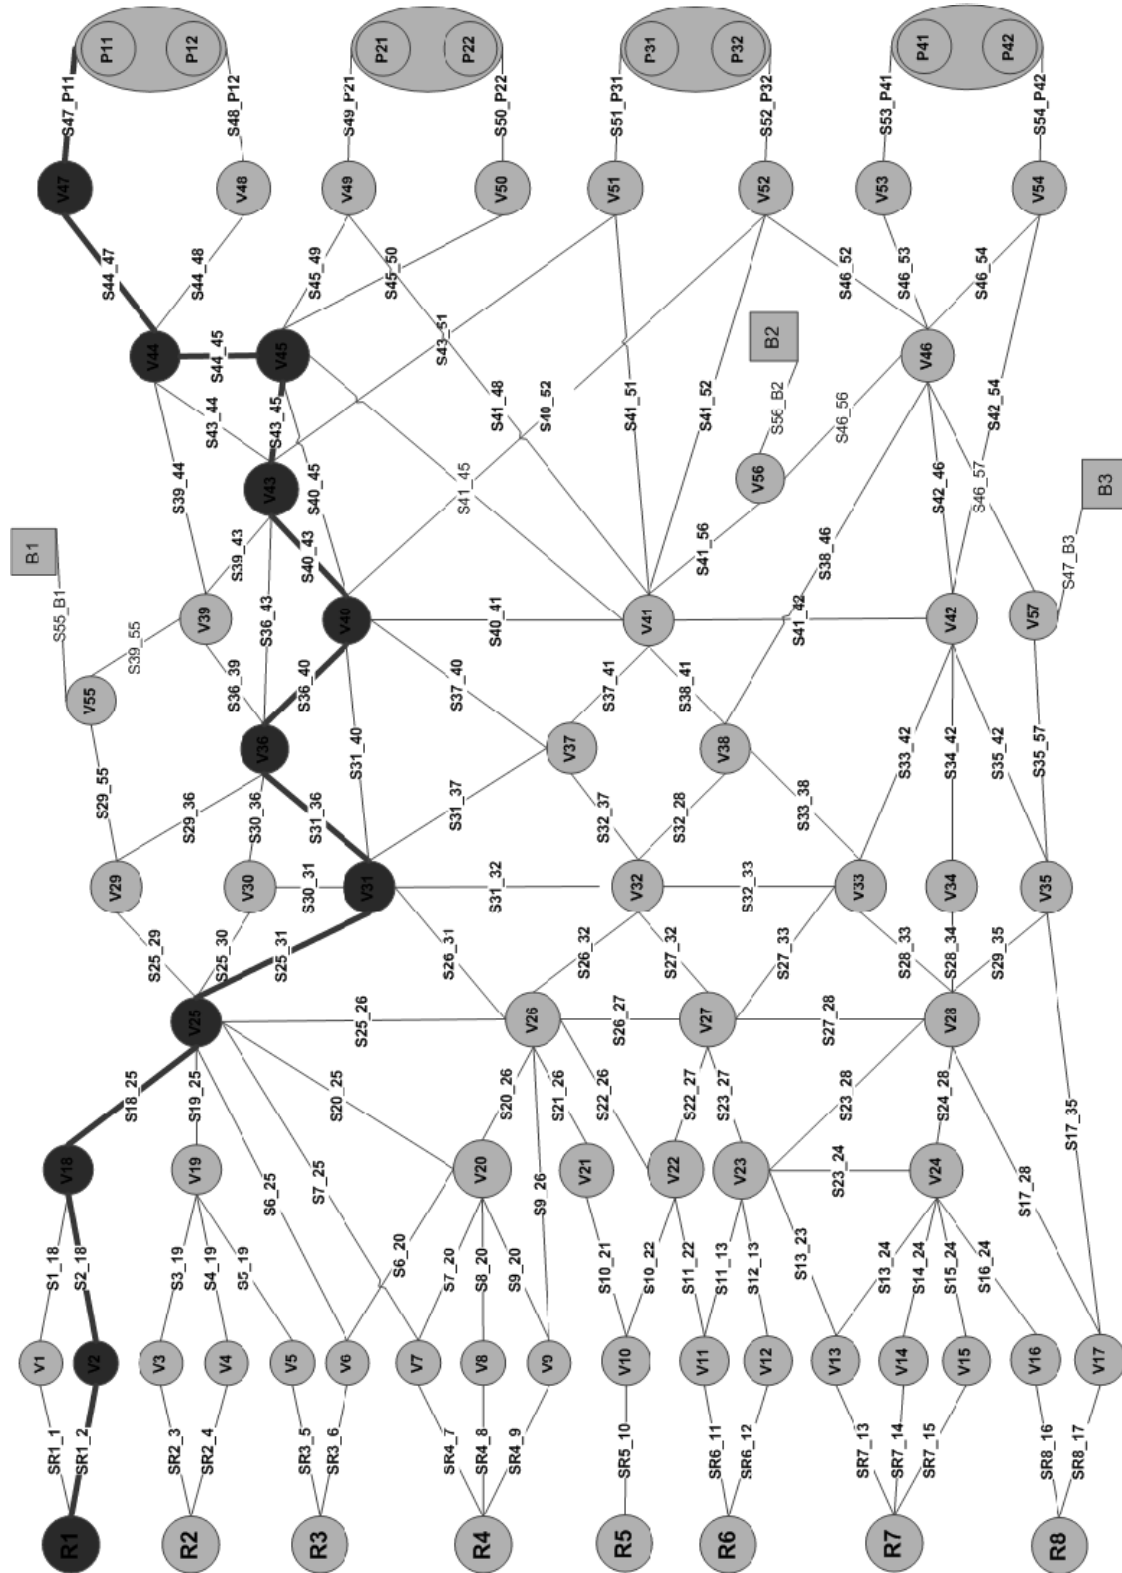 P11
P12
P21
P22
P31
P32
P41
P42
S47_P11
S48_P12
S49_P21
S50_P22
S51_P31
S52_P32
S53_P41
S54_P42
V47
V48
V49
V50
V51
V52
V53
V54
S44_47
S44_48
S45_49
S45_50
S43_51
S41_48
S40_52
S41_51
S41_52
S46_52
S46_53
S46_54
S42_54
V44
S44_45
V45
B2
V46
S56_B2
S46_56
S43_44
S43_45
S39_44
S40_45
S41_45
V43
V56
S42_46
S46_57
B3
B1
S39_43
S40_43
S36_43
S41_56
S38_46
S47_B3
S55_B1
S39_55
V39
V40
S40_41
V41
S41_42
V42
V57
V55
S36_39
S36_40
S37_40
S37_41
S38_41
V36
V37
V38
S29_55
S29_36
S30_36
S31_36
S31_40
S31_37
S32_37
S32_28
S33_38
S33_42
S34_42
S35_42
S35_57
V29
V30
S30_31
V31
S31_32
V32
S32_33
V33
V34
V35
S25_29
S25_30
S25_31
S26_31
S26_32
S27_32
S27_33
S28_33
S28_34
S29_35
V25
S25_26
V26
S26_27
V27
S27_28
V28
S18_25
S19_25
S20_25
S20_26
S21_26
S22_26
S22_27
S23_27
S23_28
S24_28
S17_35
V18
V19
S6_25
S7_25
V20
S9_26
V21
V22
V23
S23_24
V24
S17_28
S1_18
S2_18
S3_19
S4_19
S5_19
S6_20
S7_20
S8_20
S9_20
S10_21
S10_22
S11_22
S11_13
S12_13
S13_23
S13_24
S14_24
S15_24
S16_24
V1
V2
V3
V4
V5
V6
V7
V8
V9
V10
V11
V12
V13
V14
V15
V16
V17
SR1_1
SR1_2
SR2_3
SR2_4
SR3_5
SR3_6
SR4_7
SR4_8
SR4_9
SR5_10
SR6_11
SR6_12
SR7_13
SR7_14
SR7_15
SR8_16
SR8_17
R1
R2
R3
R4
R5
R6
R7
R8